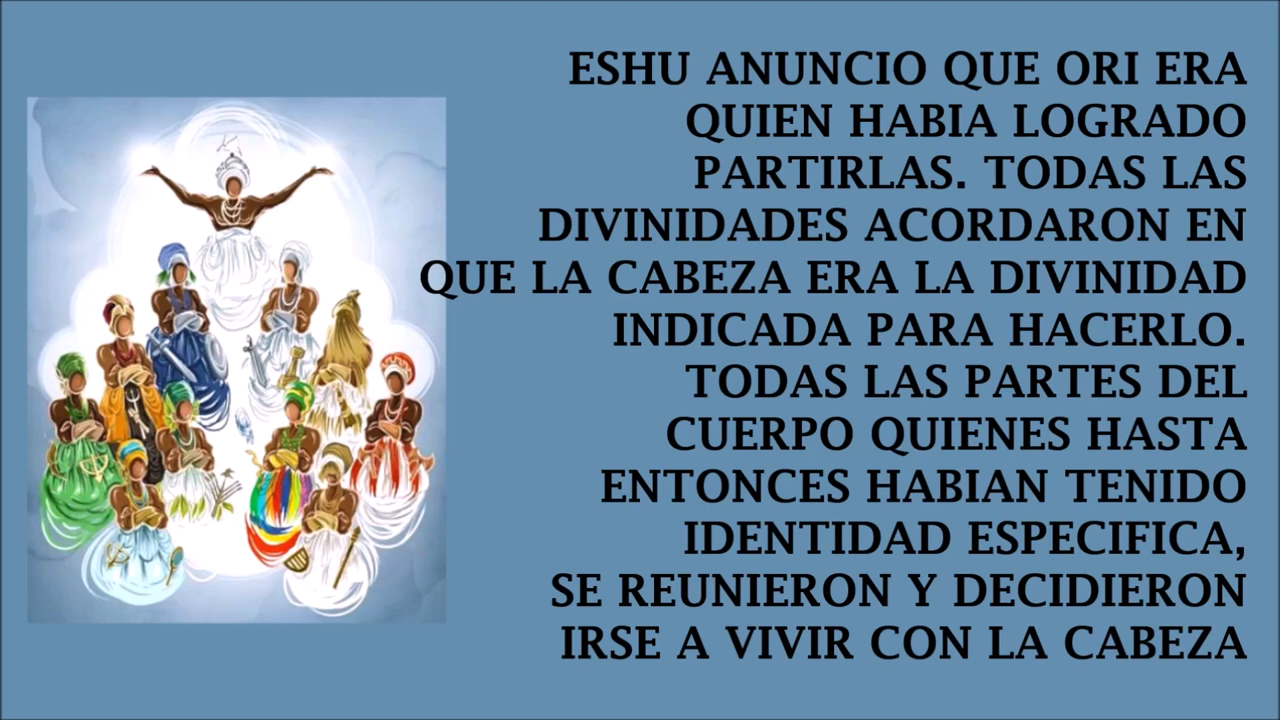 ESHU ANUNCIO QUE ORI ERA
QUIEN HABIA LOGRADO
PARTIRLAS. TODAS LAS
DIVINIDADES ACORDARON EN
QUE LA CABEZA ERA LA DIVINIDAD
INDICADA PARA HACERLO.
TODAS LAS PARTES DEL
CUERPO QUIENES HASTA
ENTONCES HABIAN TENIDO
IDENTIDAD ESPECIFICA,
SE REUNIERON Y DECIDIERON
IRSE A VIVIR CON LA CABEZA